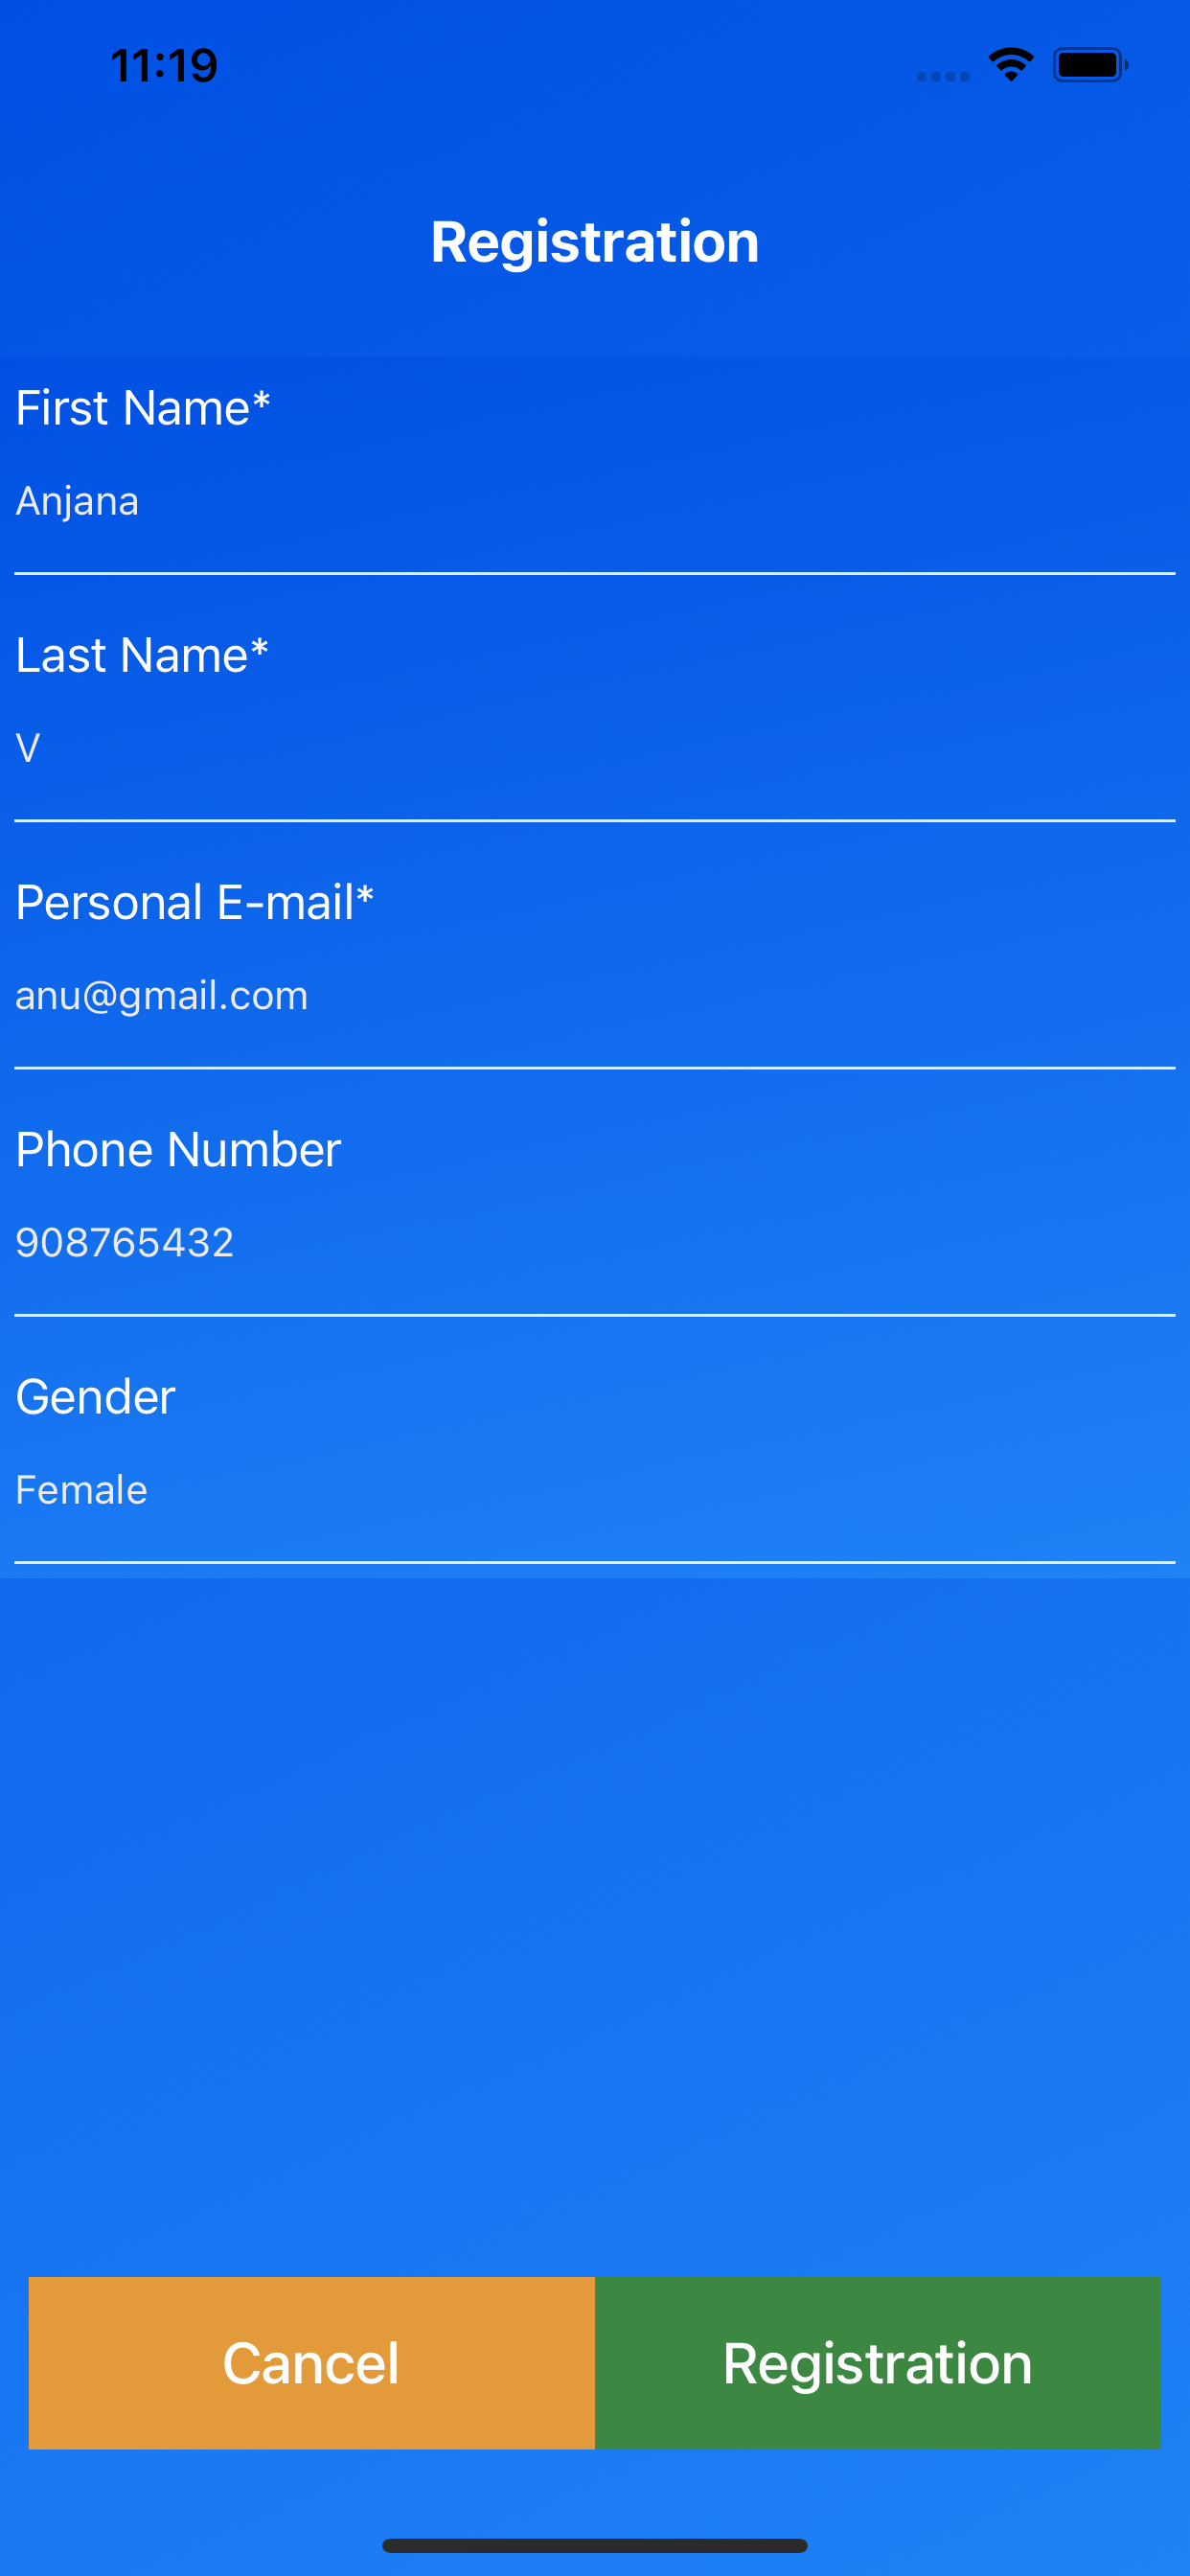 11:19
Registration
First Name*
Anjana
Last Name*
V
Personal E-mail*
anu@gmail.com
Phone Number
908765432
Gender
Female
Cancel
Registration